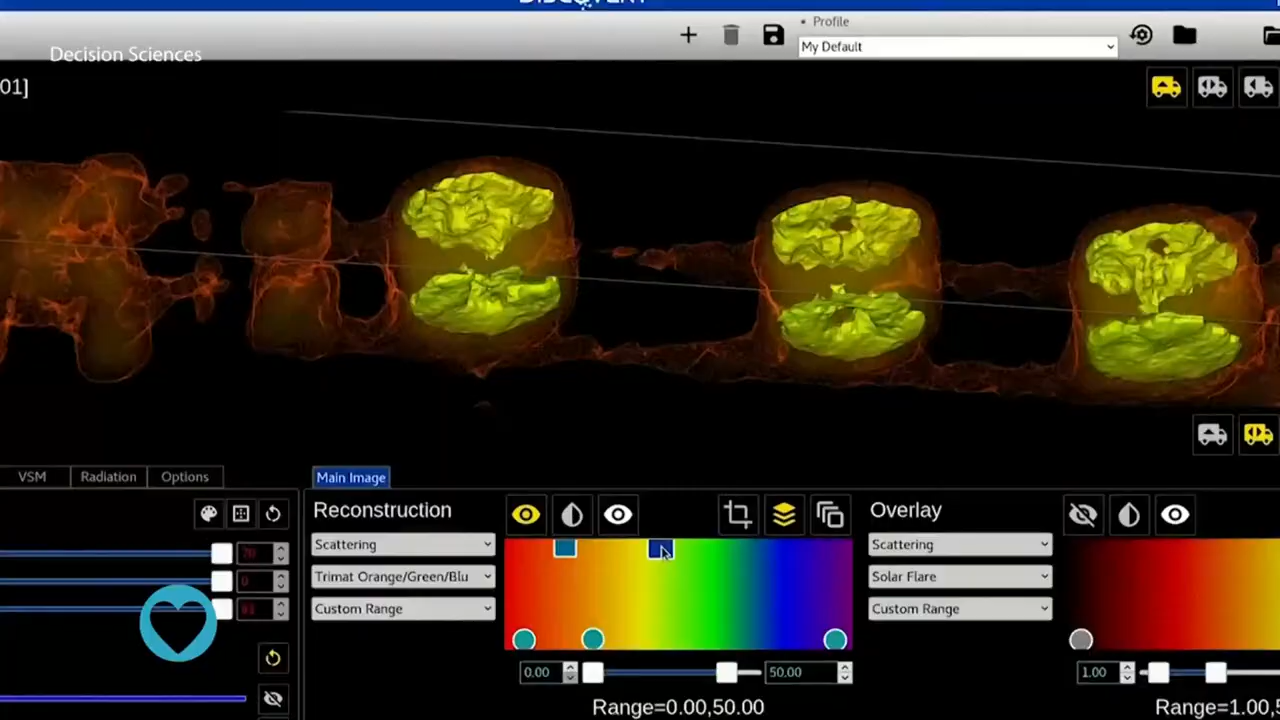 DISCOVERY
Profile
My Default
Decision Sciences
01]
VSM
Radiation
Options
Main Image
Reconstruction
Overlay
Scattering
Scattering
Trimat Orange/Green/Blu
Solar Flare
Custom Range
Custom Range
0
0.00
50.00
1.00
Range=0.00,50.00
Range=1.00,5